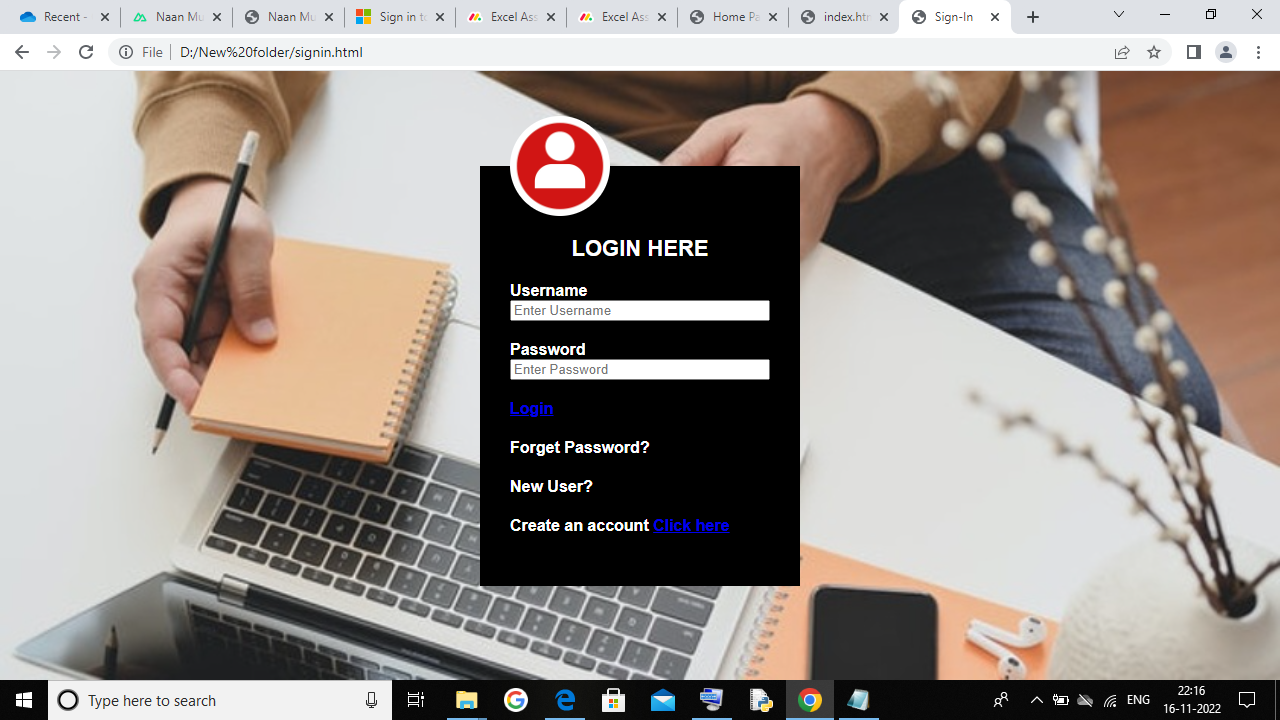 Recent -
Naan Mu
Naan Mu
Sign in to
Excel Ass
Excel Ass
Home Pa
index.htm
Sign-In
File
D:/New%20folder/signin.html
LOGIN HERE
Username
Enter Username
Password
Enter Password
Login
Forget Password?
New User?
Create an account Click here
Type here to search
ENG
22:16
16-11-2022